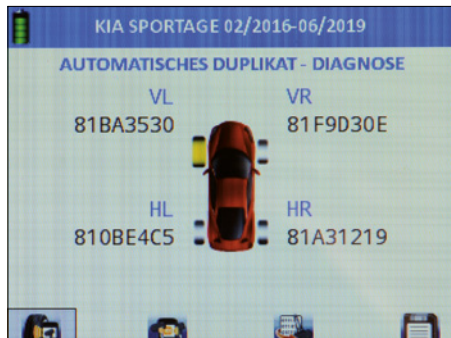 KIA SPORTAGE 02/2016-06/2019
AUTOMATISCHES DUPLIKAT - DIAGNOSE
VL VR
81BA3530 81F9D30E
HL HR
810BE4C5 81A31219